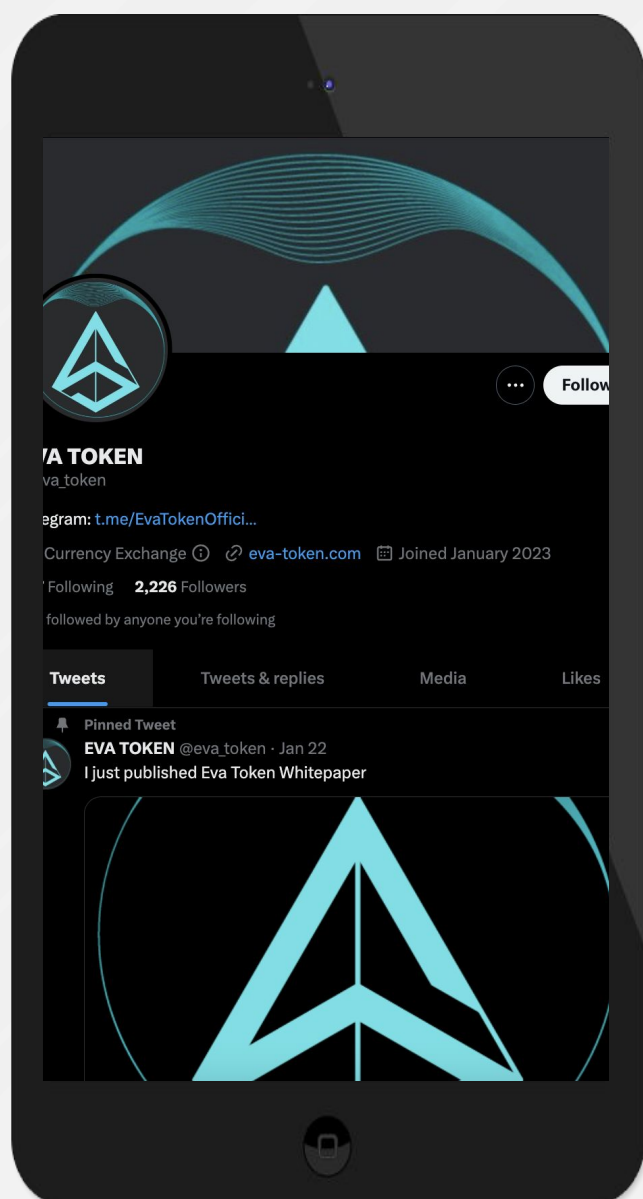 ...
Follow
VA TOKEN
va_token
egram: t.me/EvaTokenOffici...
Currency Exchange eva-token.com Joined January 2023
Following 2,226 Followers
followed by anyone you're following
Tweets Tweets & replies Media Likes
Pinned Tweet
EVA TOKEN @eva_token · Jan 22
I just published Eva Token Whitepaper